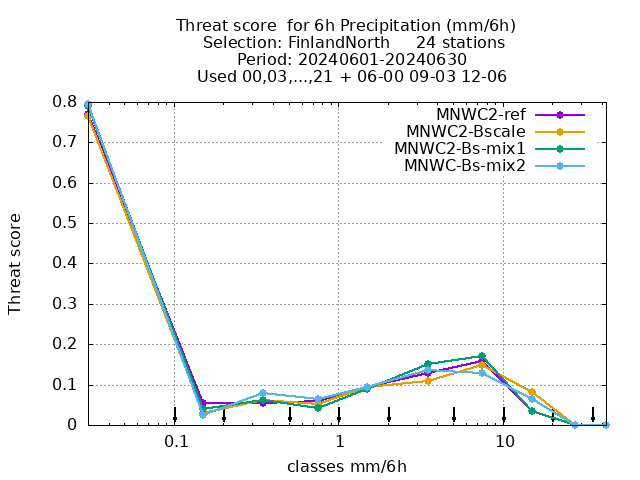 Threat score  for 6h Precipitation (mm/6h)
Selection: FinlandNorth     24 stations
Period: 20240601-20240630
Used 00,03,...,21 + 06-00 09-03 12-06
MNWC2-ref
MNWC2-Bscale
MNWC2-Bs-mix1
MNWC-Bs-mix2
Threat score
0.8
0.7
0.6
0.5
0.4
0.3
0.2
0.1
0
0.1
1
10
classes mm/6h